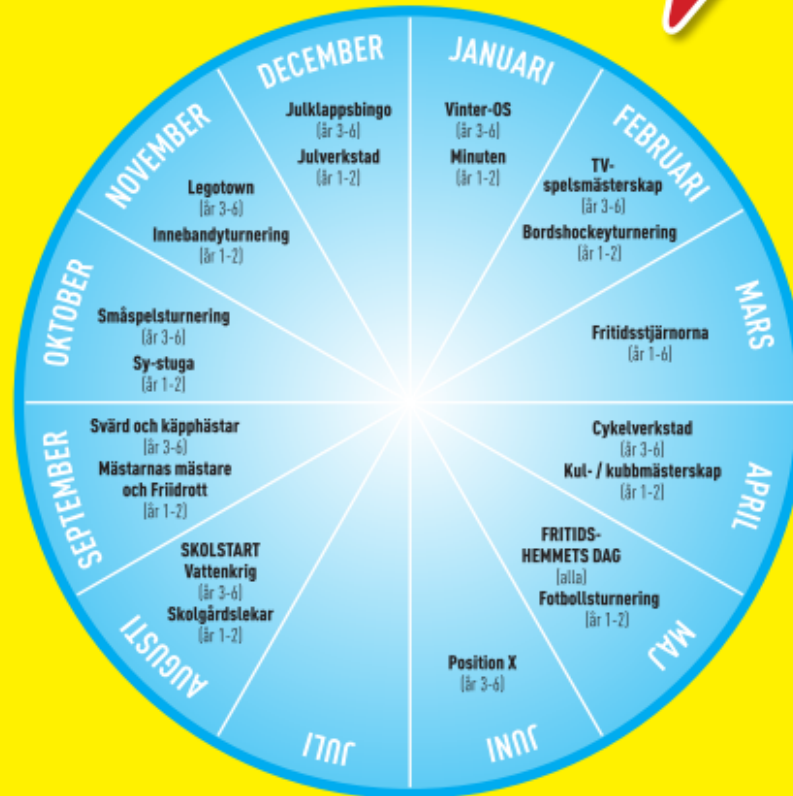 JANUARI
Vinter-OS
(år 3-6)
Minuten
(år 1-2)
FEBRUARI
TV-
spelsmästerskap
(år 3-6)
Bordshockeyturnering
(år 1-2)
MARS
Fritidsstjärnorna
(år 1-6)
APRIL
Cykelverkstad
(år 3-6)
Kul- / kubbmästerskap
(år 1-2)
MAJ
FRITIDS-
HEMMETS DAG
(alla)
Fotbollsturnering
(år 1-2)
JUNI
Position X
(år 3-6)
JULI
AUGUSTI
SKOLSTART
Vattenkrig
(år 3-6)
Skolgårdslekar
(år 1-2)
SEPTEMBER
Svärd och käpphästar
(år 3-6)
Mästarnas mästare
och Friidrott
(år 1-2)
OKTOBER
Småspelsturnering
(år 3-6)
Sy-stuga
(år 1-2)
NOVEMBER
Legotown
(år 3-6)
Innebandyturnering
(år 1-2)
DECEMBER
Julklappsbingo
(år 3-6)
Julverkstad
(år 1-2)